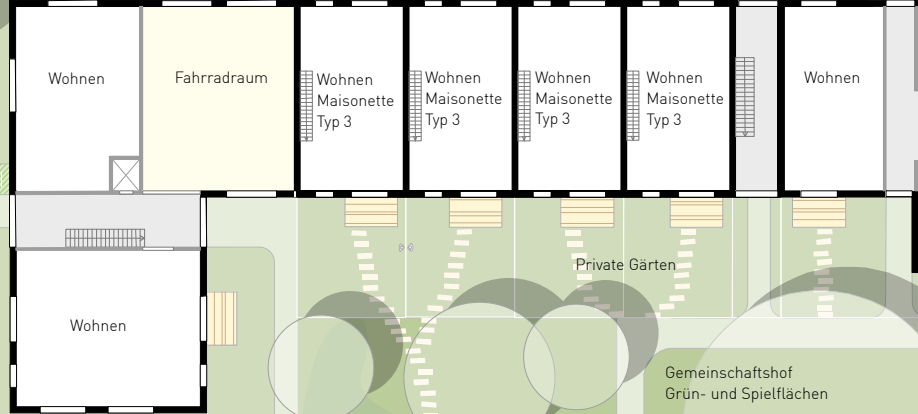 Wohnen
Fahrradraum
Wohnen
Maisonette
Typ 3
Wohnen
Maisonette
Typ 3
Wohnen
Maisonette
Typ 3
Wohnen
Maisonette
Typ 3
Wohnen
Private Gärten
Wohnen
Gemeinschaftshof
Grün- und Spielflächen